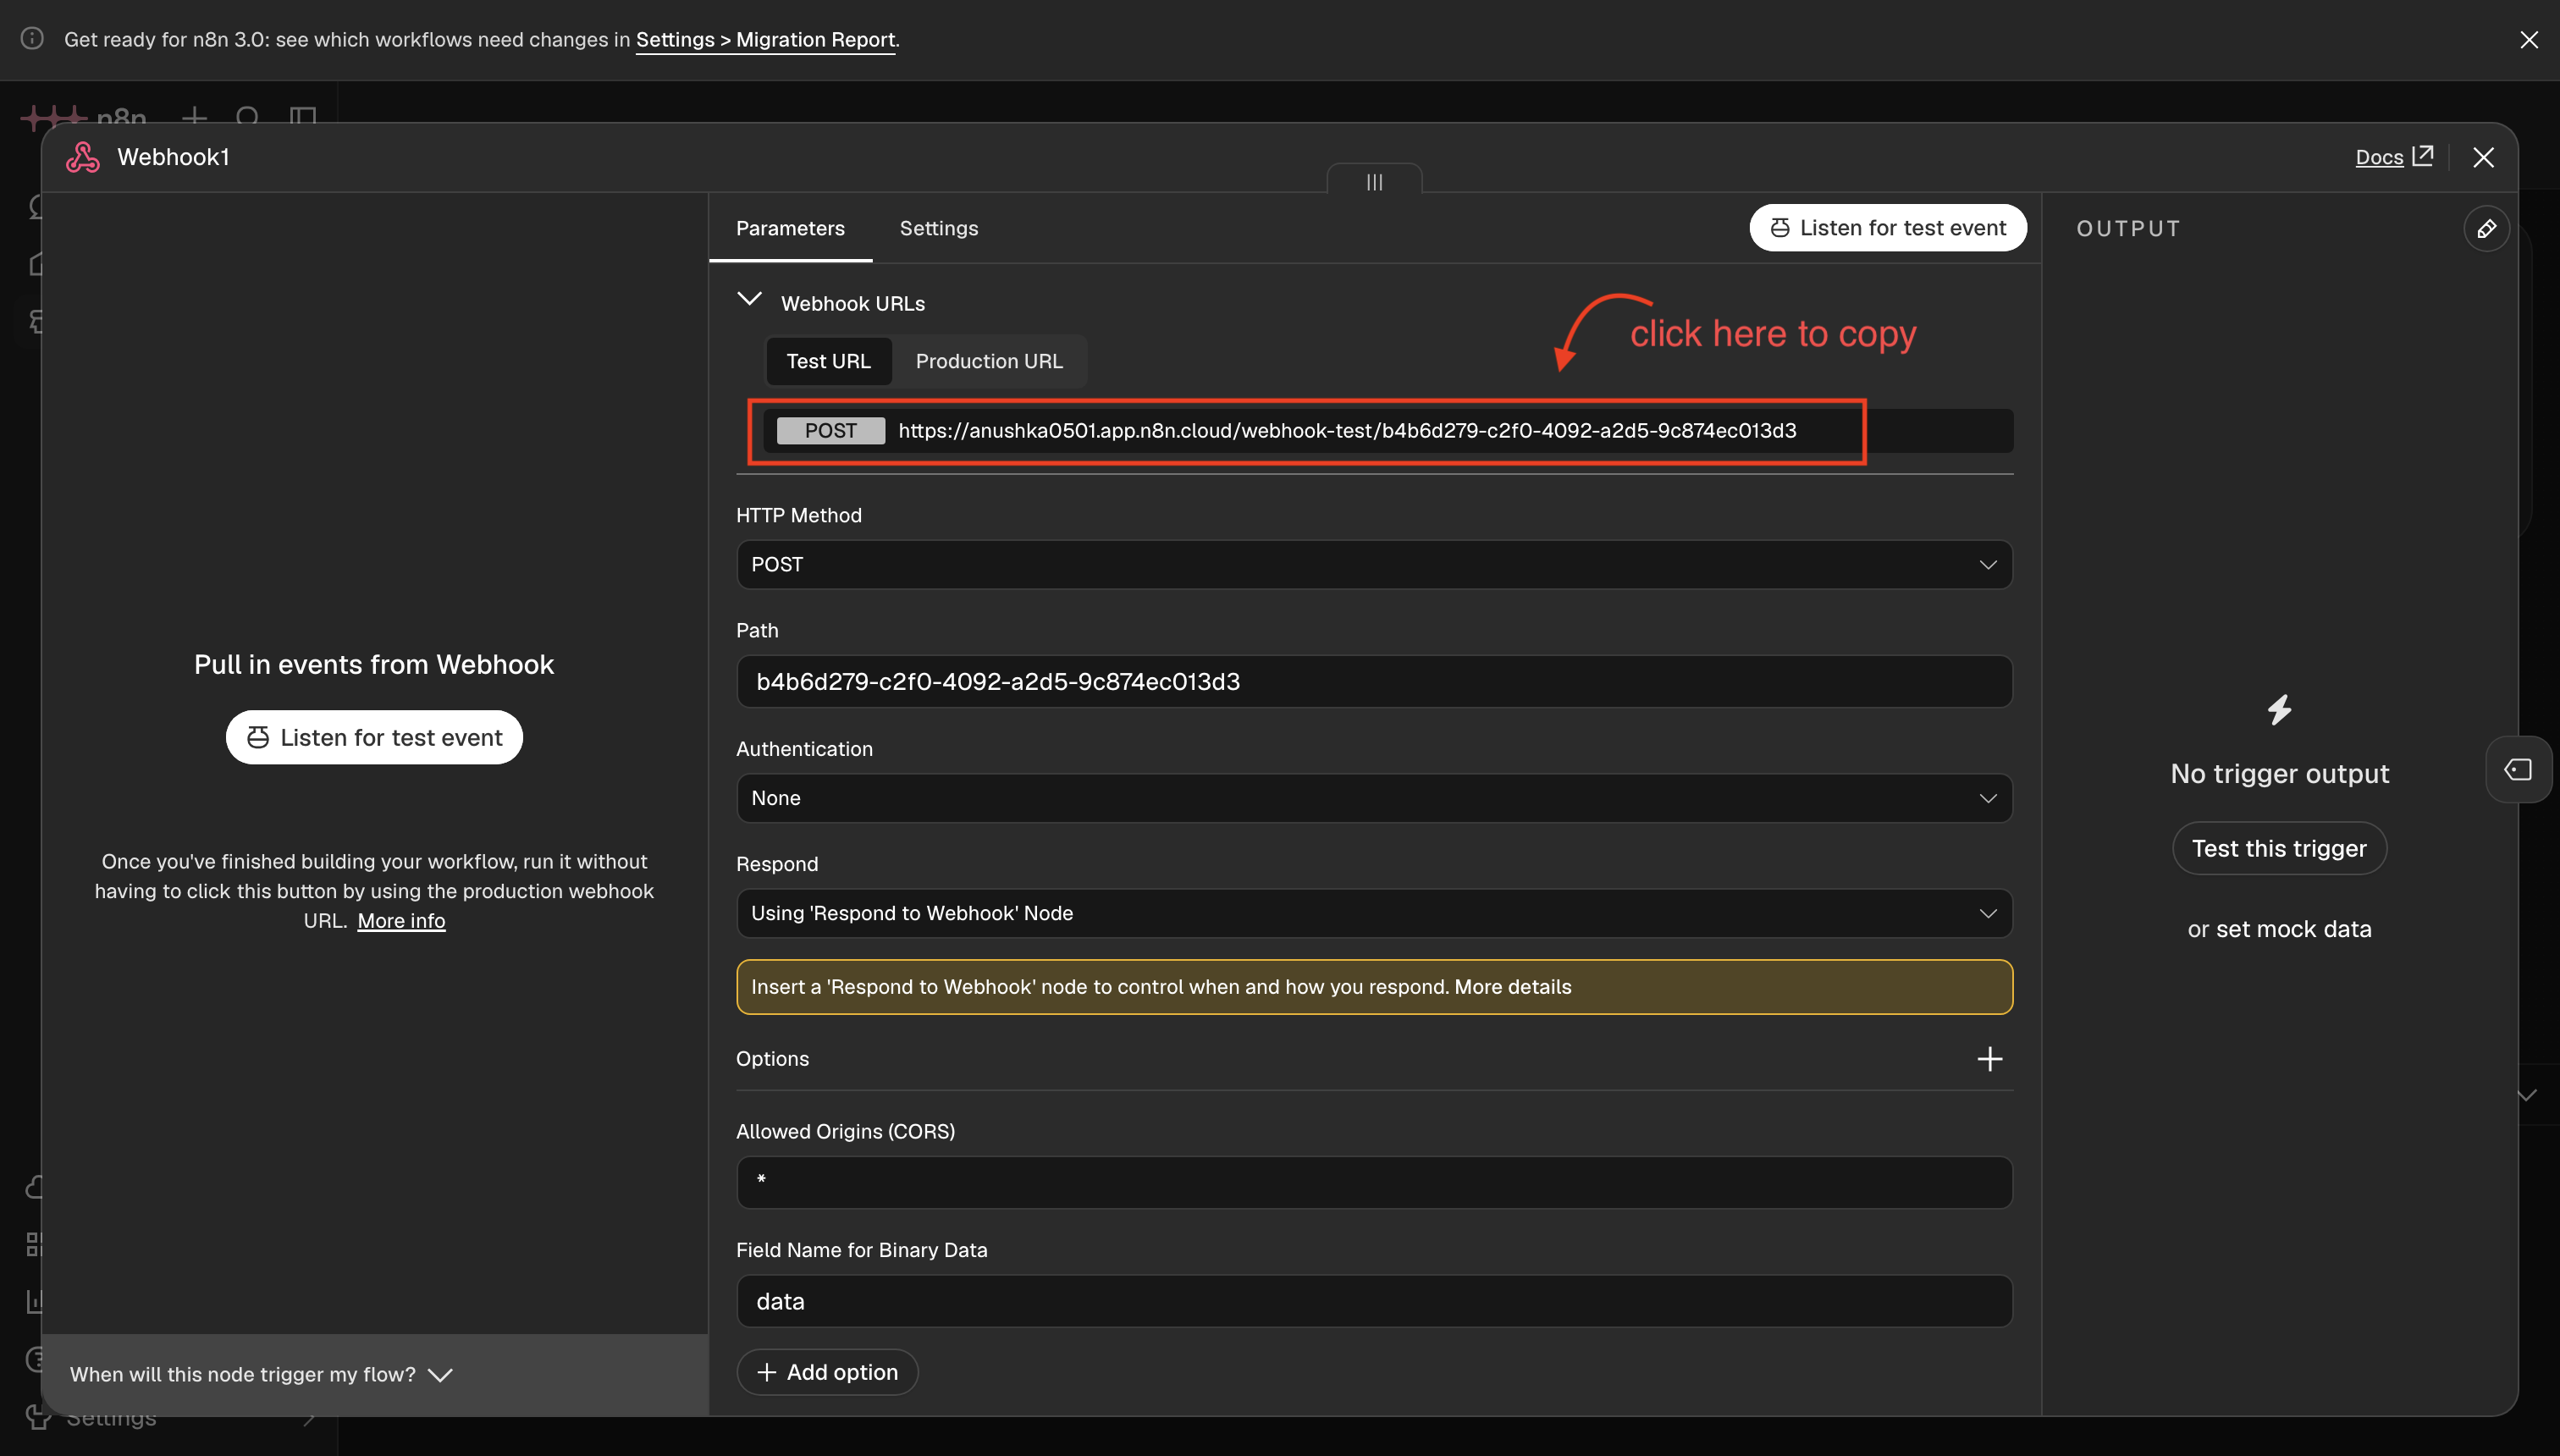 Get ready for n8n 3.0: see which workflows need changes in Settings > Migration Report.
n8n
Webhook1
Docs
Parameters
Settings
Listen for test event
OUTPUT
Webhook URLs
click here to copy
Test URL
Production URL
POST https://anushka0501.app.n8n.cloud/webhook-test/b4b6d279-c2f0-4092-a2d5-9c874ec013d3
HTTP Method
POST
Path
b4b6d279-c2f0-4092-a2d5-9c874ec013d3
Authentication
None
Respond
Using 'Respond to Webhook' Node
Insert a 'Respond to Webhook' node to control when and how you respond. More details
Options
Allowed Origins (CORS)
*
Field Name for Binary Data
data
Add option
Pull in events from Webhook
Listen for test event
Once you've finished building your workflow, run it without
having to click this button by using the production webhook
URL. More info
When will this node trigger my flow?
Settings
No trigger output
Test this trigger
or set mock data